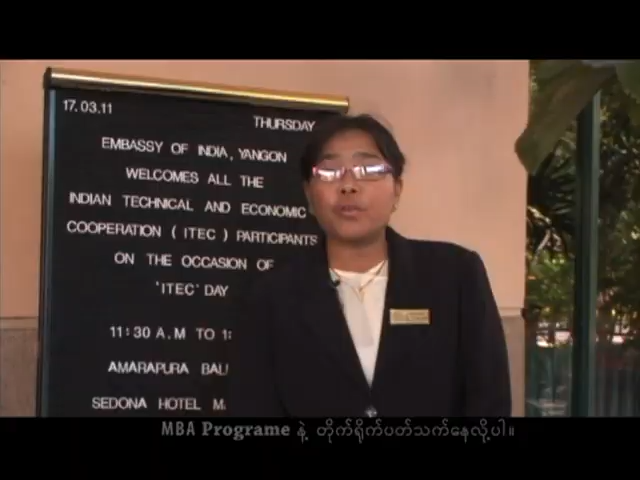 17.03.11
THURSDAY
EMBASSY OF INDIA, YANGON
WELCOMES ALL THE
INDIAN TECHNICAL AND ECONOMIC
COOPERATION ( ITEC ) PARTICIPANTS
ON THE OCCASION OF
'ITEC' DAY
11:30 A.M TO 1:
AMARAPURA BALL
SEDONA HOTEL M
MBA Programe နဲ့ တိုက်ရိုက်ပတ်သက်နေလို့ပါ။